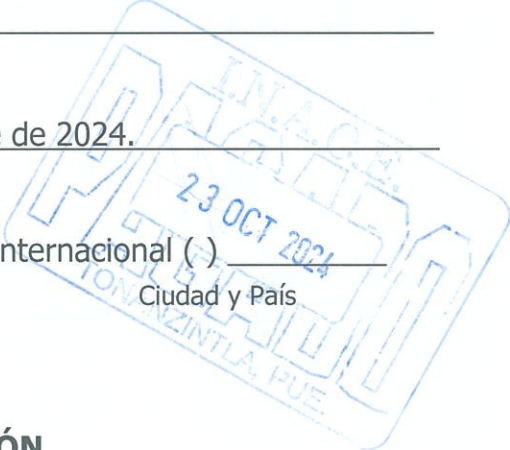 e de 2024.
I.N.A.O.E.
23 OCT 2024
nternacional ( )
Ciudad y País
TONANZINTLA, PUE.
ÓN